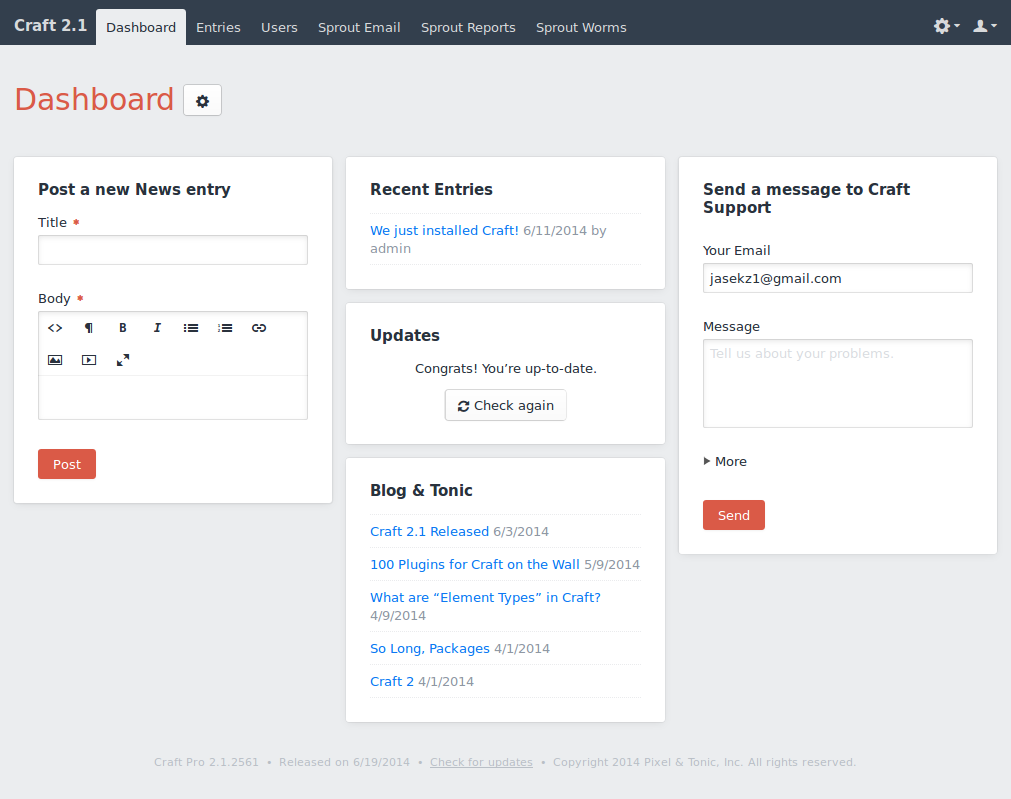 Craft 2.1 Dashboard Entries Users Sprout Email Sprout Reports Sprout Worms
Dashboard
Post a new News entry
Title *
Body *
B I
Post
Recent Entries
We just installed Craft! 6/11/2014 by
admin
Updates
Congrats! You’re up-to-date.
Check again
Blog & Tonic
Craft 2.1 Released 6/3/2014
100 Plugins for Craft on the Wall 5/9/2014
What are “Element Types” in Craft?
4/9/2014
So Long, Packages 4/1/2014
Craft 2 4/1/2014
Send a message to Craft
Support
Your Email
jasekz1@gmail.com
Message
Tell us about your problems.
More
Send
Craft Pro 2.1.2561 • Released on 6/19/2014 • Check for updates • Copyright 2014 Pixel & Tonic, Inc. All rights reserved.